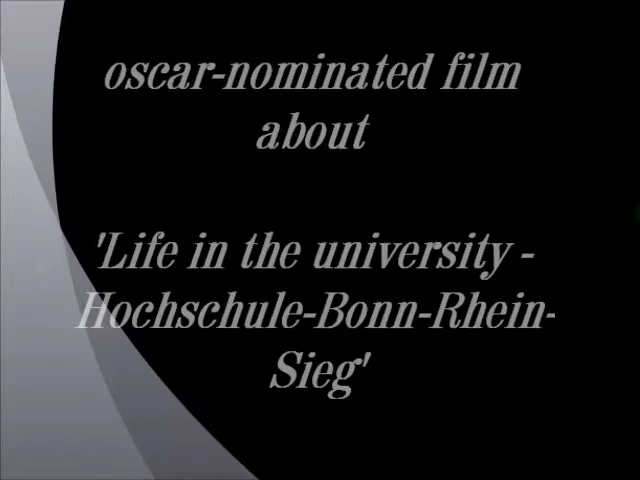 oscar-nominated film
about
'Life in the university -
Hochschule-Bonn-Rhein-
Sieg'